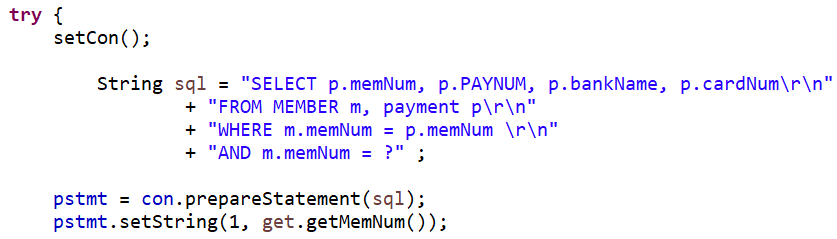 try {
    setCon();
        String sql = "SELECT p.memNum, p.PAYNUM, p.bankName, p.cardNum\r\n"
                + "FROM MEMBER m, payment p\r\n"
                + "WHERE m.memNum = p.memNum \r\n"
                + "AND m.memNum = ?" ;
    pstmt = con.prepareStatement(sql);
    pstmt.setString(1, get.getMemNum());